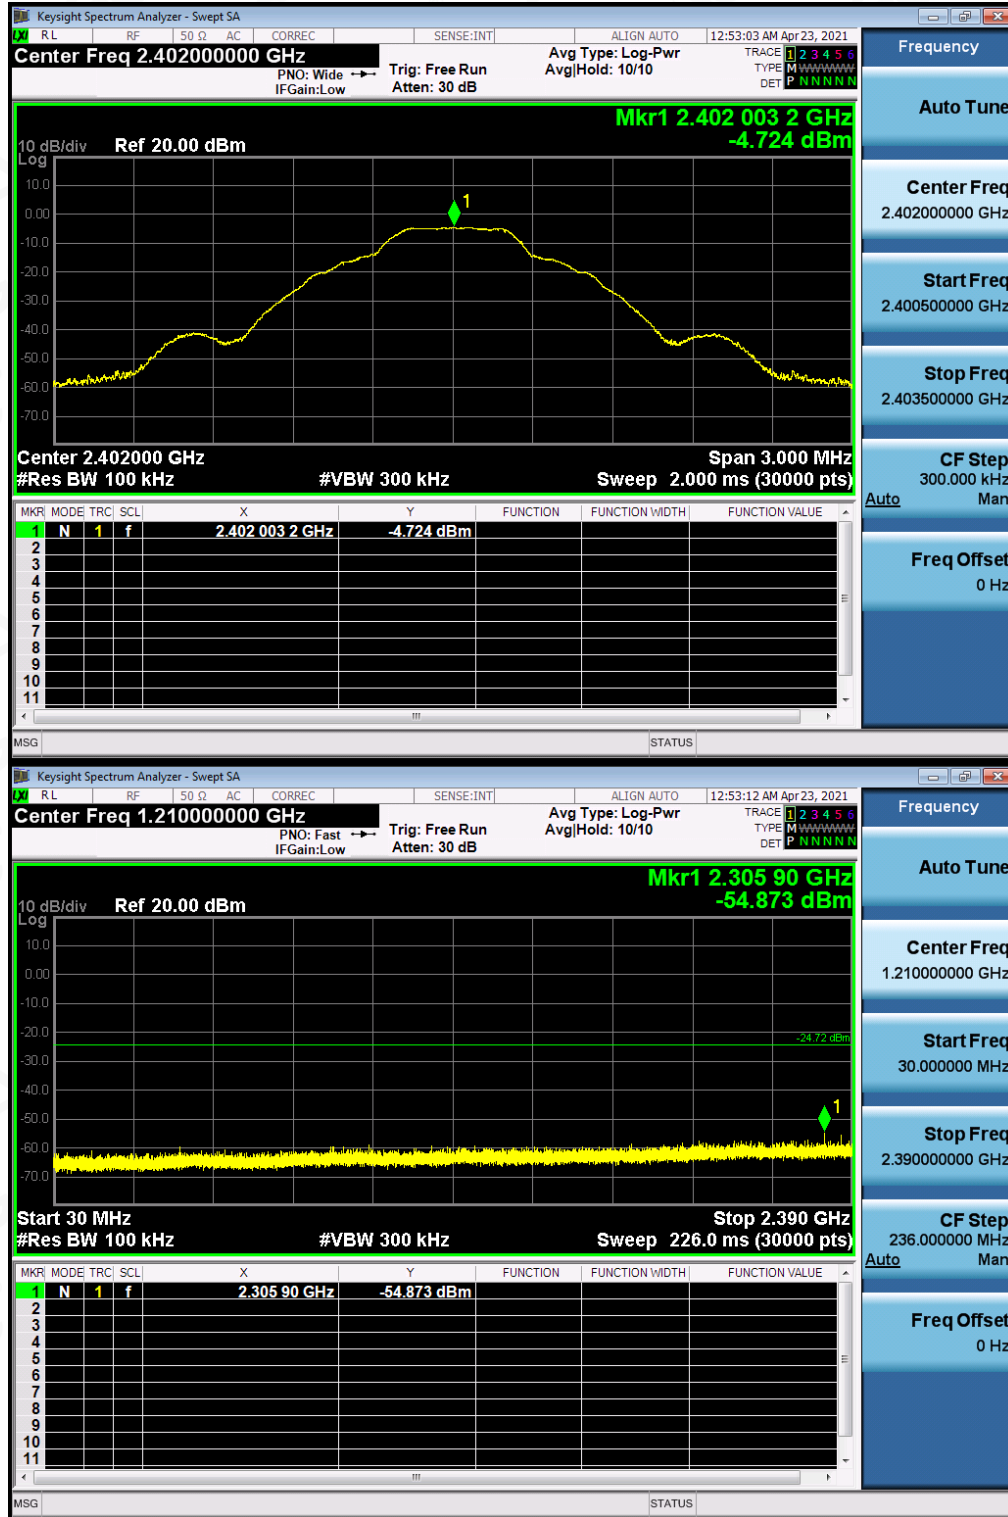 Keysight Spectrum Analyzer - Swept SA
LXI RL RF 50 Ω AC CORREC SENSE:INT ALIGN AUTO 12:53:03 AM Apr 23, 2021
Center Freq 2.402000000 GHz Avg Type: Log-Pwr TRACE 1 2 3 4 5 6
PNO: Wide Trig: Free Run Avg|Hold: 10/10 TYPE M WWWWW
IFGain:Low Atten: 30 dB DET P N N N N N
Mkr1 2.402 003 2 GHz
-4.724 dBm
10 dB/div Ref 20.00 dBm
Log
10.0
0.00
-10.0
-20.0
-30.0
-40.0
-50.0
-60.0
-70.0
1
Center 2.402000 GHz Span 3.000 MHz
#Res BW 100 kHz #VBW 300 kHz Sweep 2.000 ms (30000 pts)
MKR MODE TRC SCL X Y FUNCTION FUNCTION WIDTH FUNCTION VALUE
1 N 1 f 2.402 003 2 GHz -4.724 dBm
2
3
4
5
6
7
8
9
10
11
MSG STATUS
Frequency
Auto Tune
Center Freq
2.402000000 GHz
Start Freq
2.400500000 GHz
Stop Freq
2.403500000 GHz
CF Step
300.000 kHz
Auto Man
Freq Offset
0 Hz
Keysight Spectrum Analyzer - Swept SA
LXI RL RF 50 Ω AC CORREC SENSE:INT ALIGN AUTO 12:53:12 AM Apr 23, 2021
Center Freq 1.210000000 GHz Avg Type: Log-Pwr TRACE 1 2 3 4 5 6
PNO: Fast Trig: Free Run Avg|Hold: 10/10 TYPE M WWWWW
IFGain:Low Atten: 30 dB DET P N N N N N
Mkr1 2.305 90 GHz
-54.873 dBm
10 dB/div Ref 20.00 dBm
Log
10.0
0.00
-10.0
-20.0
-24.72 dBm
-30.0
-40.0
-50.0
-60.0
-70.0
1
Start 30 MHz Stop 2.390 GHz
#Res BW 100 kHz #VBW 300 kHz Sweep 226.0 ms (30000 pts)
MKR MODE TRC SCL X Y FUNCTION FUNCTION WIDTH FUNCTION VALUE
1 N 1 f 2.305 90 GHz -54.873 dBm
2
3
4
5
6
7
8
9
10
11
MSG STATUS
Frequency
Auto Tune
Center Freq
1.210000000 GHz
Start Freq
30.000000 MHz
Stop Freq
2.390000000 GHz
CF Step
236.000000 MHz
Auto Man
Freq Offset
0 Hz